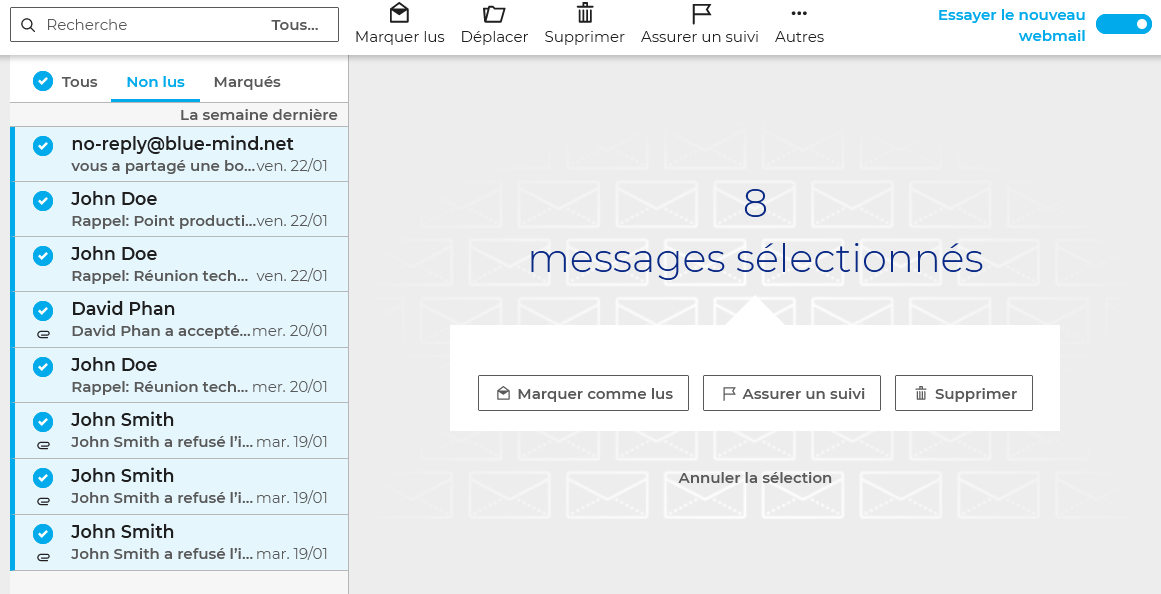 Recherche Tous...
Marquer lus Déplacer Supprimer Assurer un suivi Autres
Essayer le nouveau
webmail
Tous Non lus Marqués
La semaine dernière
no-reply@blue-mind.net
vous a partagé une bo... ven. 22/01
John Doe
Rappel: Point producti... ven. 22/01
John Doe
Rappel: Réunion tech... ven. 22/01
David Phan
David Phan a accepté... mer. 20/01
John Doe
Rappel: Réunion tech... mer. 20/01
John Smith
John Smith a refusé l'i... mar. 19/01
John Smith
John Smith a refusé l'i... mar. 19/01
John Smith
John Smith a refusé l'i... mar. 19/01
8
messages sélectionnés
Marquer comme lus Assurer un suivi Supprimer
Annuler la sélection